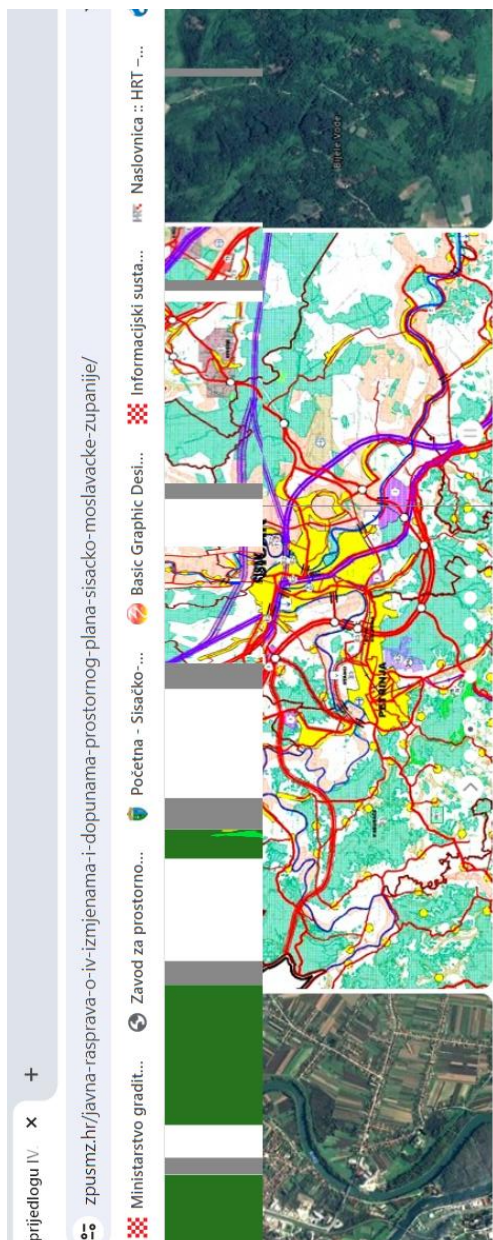 prijedlogu IV.
zpusmz.hr/javna-rasprava-o-iv-izmjenama-i-dopunama-prostornog-plana-sisacko-moslavacke-zupanije/
Ministarstvo gradit...
Zavod za prostorno...
Početna - Sisačko-...
Basic Graphic Desi...
Informacijski susta...
Naslovnica :: HRT -...
Bijele Vode
PETRINJA